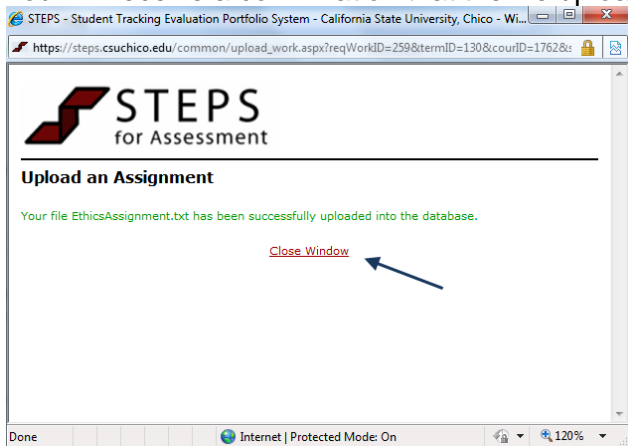 STEPS - Student Tracking Evaluation Portfolio System - California State University, Chico - Wi...
https://steps.csuchico.edu/common/upload_work.aspx?reqWorkID=259&termID=130&courID=1762&s
STEPS
for Assessment
Upload an Assignment
Your file EthicsAssignment.txt has been successfully uploaded into the database.
Close Window
Done Internet | Protected Mode: On 120%